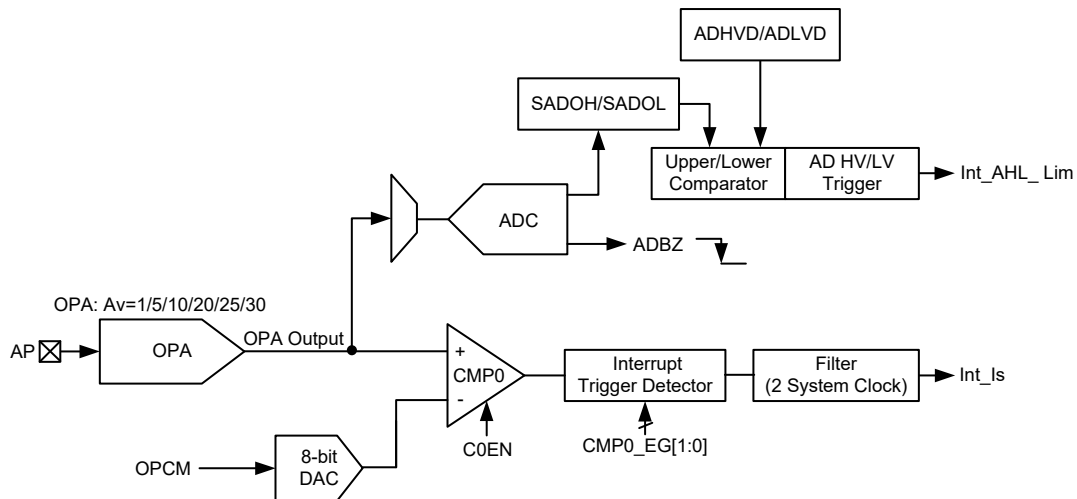 ADHVD/ADLVD
SADOH/SADOL
Upper/Lower
Comparator
AD HV/LV
Trigger
Int_AHL_ Lim
ADC
ADBZ
OPA: Av=1/5/10/20/25/30
AP
OPA
OPA Output
+
CMP0
-
Interrupt
Trigger Detector
Filter
(2 System Clock)
Int_Is
C0EN
CMP0_EG[1:0]
OPCM
8-bit
DAC